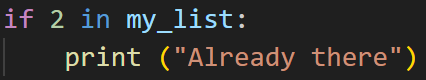 if 2 in my_list:
    print ("Already there")